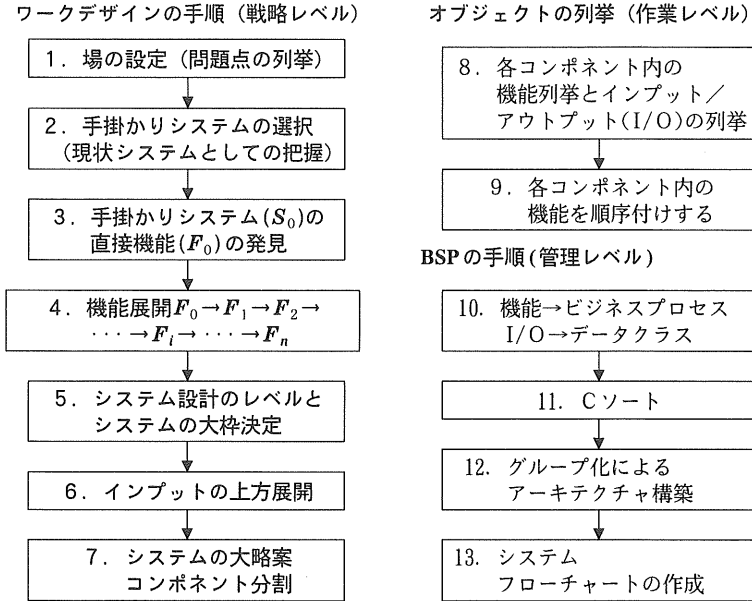 ワークデザインの手順（戦略レベル）
1．場の設定（問題点の列挙）
2．手掛かりシステムの選択
（現状システムとしての把握）
3．手掛かりシステム(S₀)の
直接機能(F₀)の発見
4．機能展開F₀→F₁→F₂→
・・・→Fᵢ→・・・→Fₙ
5．システム設計のレベルと
システムの大枠決定
6．インプットの上方展開
7．システムの大略案
コンポーネント分割
オブジェクトの列挙（作業レベル）
8．各コンポーネント内の
機能列挙とインプット／
アウトプット(I/O)の列挙
9．各コンポーネント内の
機能を順序付けする
BSPの手順(管理レベル)
10．機能→ビジネスプロセス
I/O→データクラス
11．Cソート
12．グループ化による
アーキテクチャ構築
13．システム
フローチャートの作成